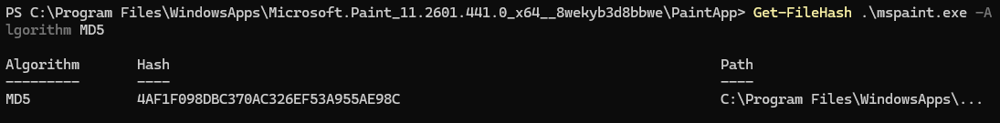 PS C:\Program Files\WindowsApps\Microsoft.Paint_11.2601.441.0_x64__8wekyb3d8bbwe\PaintApp> Get-FileHash .\mspaint.exe -A
lgorithm MD5
Algorithm       Hash                                                                   Path
---------       ----                                                                   ----
MD5             4AF1F098DBC370AC326EF53A955AE98C                                       C:\Program Files\WindowsApps\...